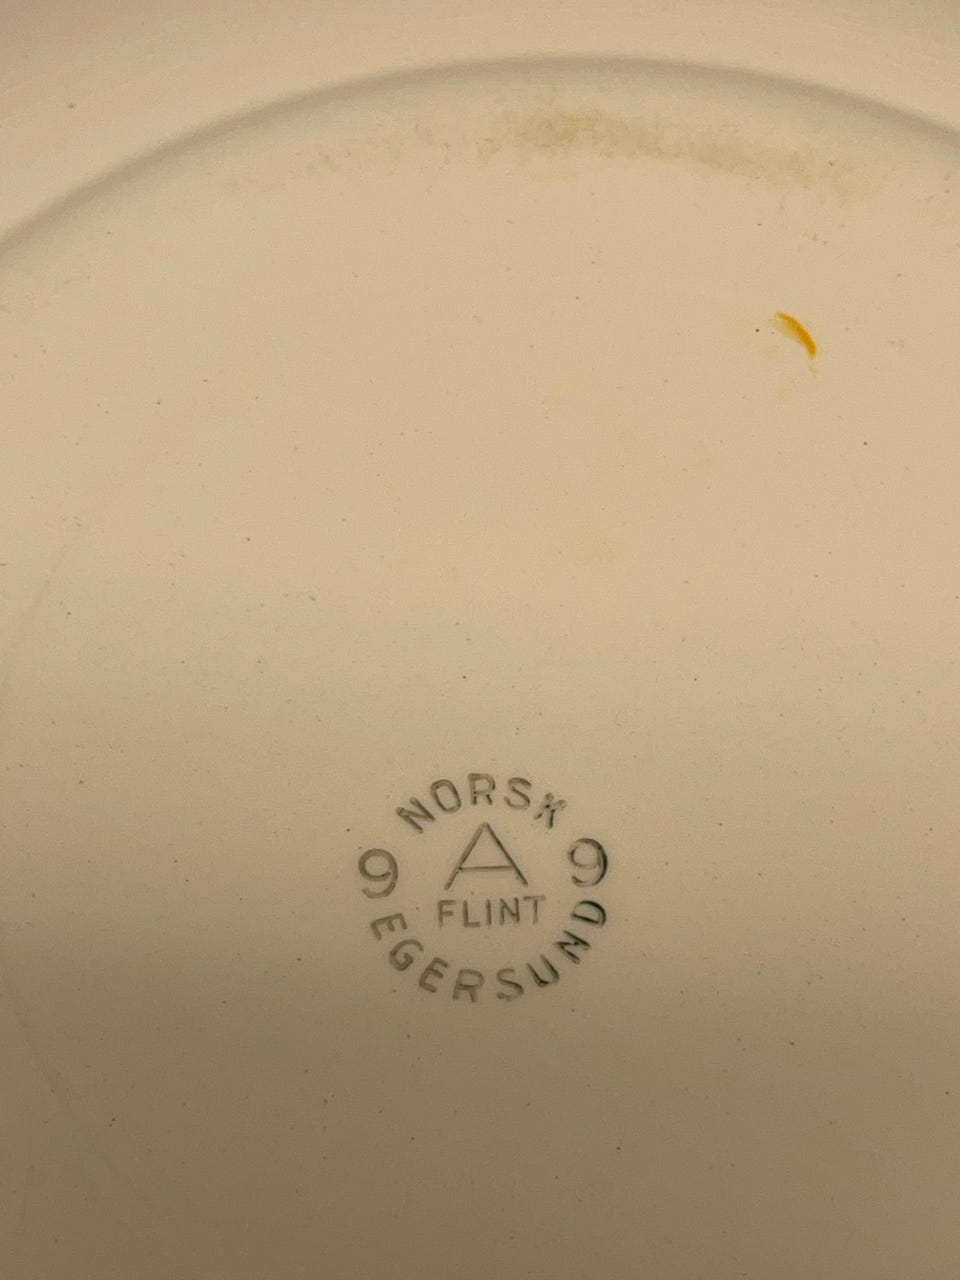 NORSK
9 A 9
FLINT
EGERSUND